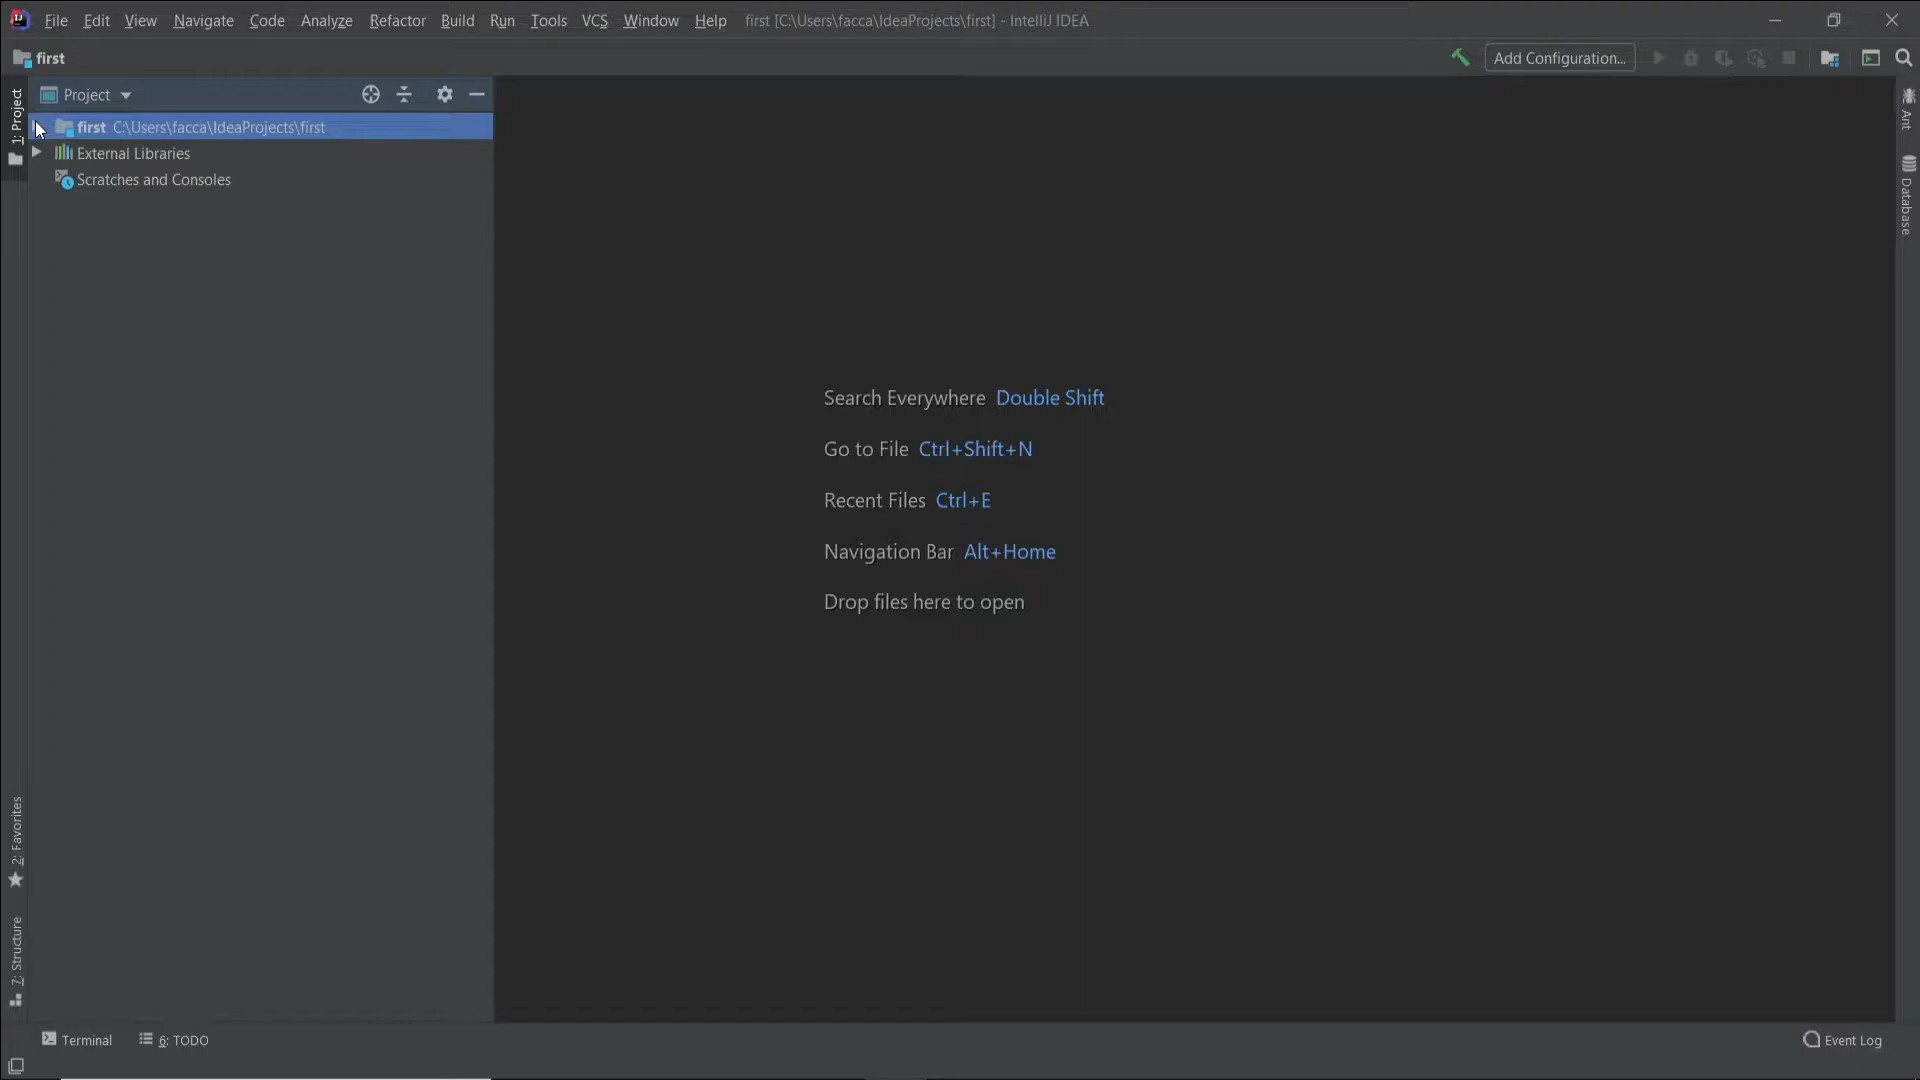 File Edit View Navigate Code Analyze Refactor Build Run Tools VCS Window Help first [C:\Users\facca\IdeaProjects\first] - IntelliJ IDEA
first
Add Configuration...
1: Project
Project
first C:\Users\facca\IdeaProjects\first
External Libraries
Scratches and Consoles
Search Everywhere Double Shift
Go to File Ctrl+Shift+N
Recent Files Ctrl+E
Navigation Bar Alt+Home
Drop files here to open
Ant
Database
2: Favorites
7: Structure
Terminal
6: TODO
Event Log